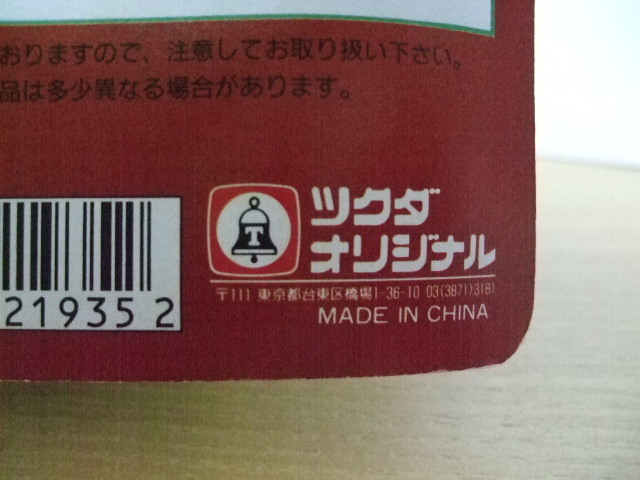 おりますので、注意してお取り扱い下さい。
品は多少異なる場合があります。
T
ツクダ
オリジナル
〒111 東京都台東区橋場1-36-10 03(3871)3181
MADE IN CHINA
21935 2